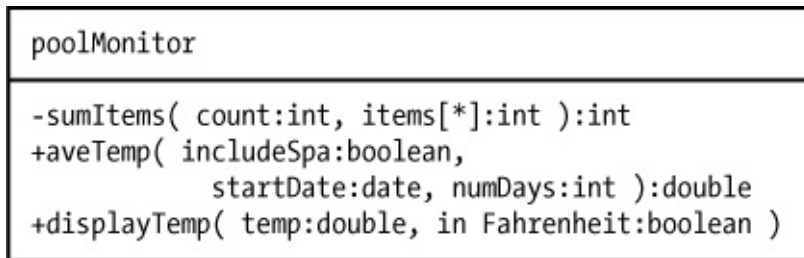 poolMonitor
-sumItems( count:int, items[*]:int ):int
+aveTemp( includeSpa:boolean,
startDate:date, numDays:int ):double
+displayTemp( temp:double, in Fahrenheit:boolean )